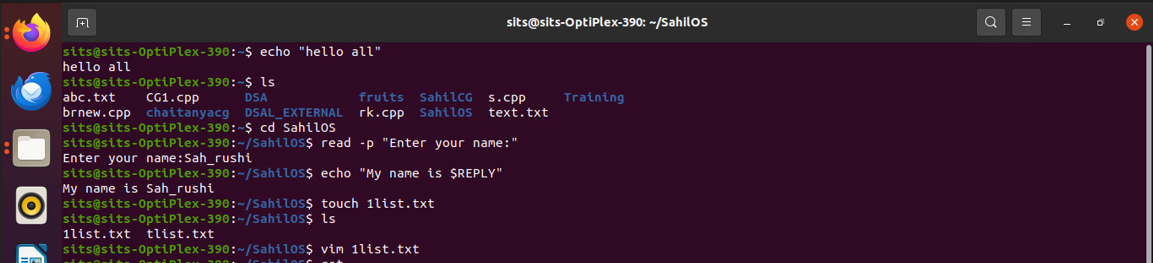 sits@sits-OptiPlex-390: ~/SahilOS
sits@sits-OptiPlex-390:~$ echo "hello all"
hello all
sits@sits-OptiPlex-390:~$ ls
abc.txt CG1.cpp DSA fruits SahilCG s.cpp Training
brnew.cpp chaitanyacg DSAL_EXTERNAL rk.cpp SahilOS text.txt
sits@sits-OptiPlex-390:~$ cd SahilOS
sits@sits-OptiPlex-390:~/SahilOS$ read -p "Enter your name:"
Enter your name:Sah_rushi
sits@sits-OptiPlex-390:~/SahilOS$ echo "My name is $REPLY"
My name is Sah_rushi
sits@sits-OptiPlex-390:~/SahilOS$ touch 1list.txt
sits@sits-OptiPlex-390:~/SahilOS$ ls
1list.txt tlist.txt
sits@sits-OptiPlex-390:~/SahilOS$ vim 1list.txt